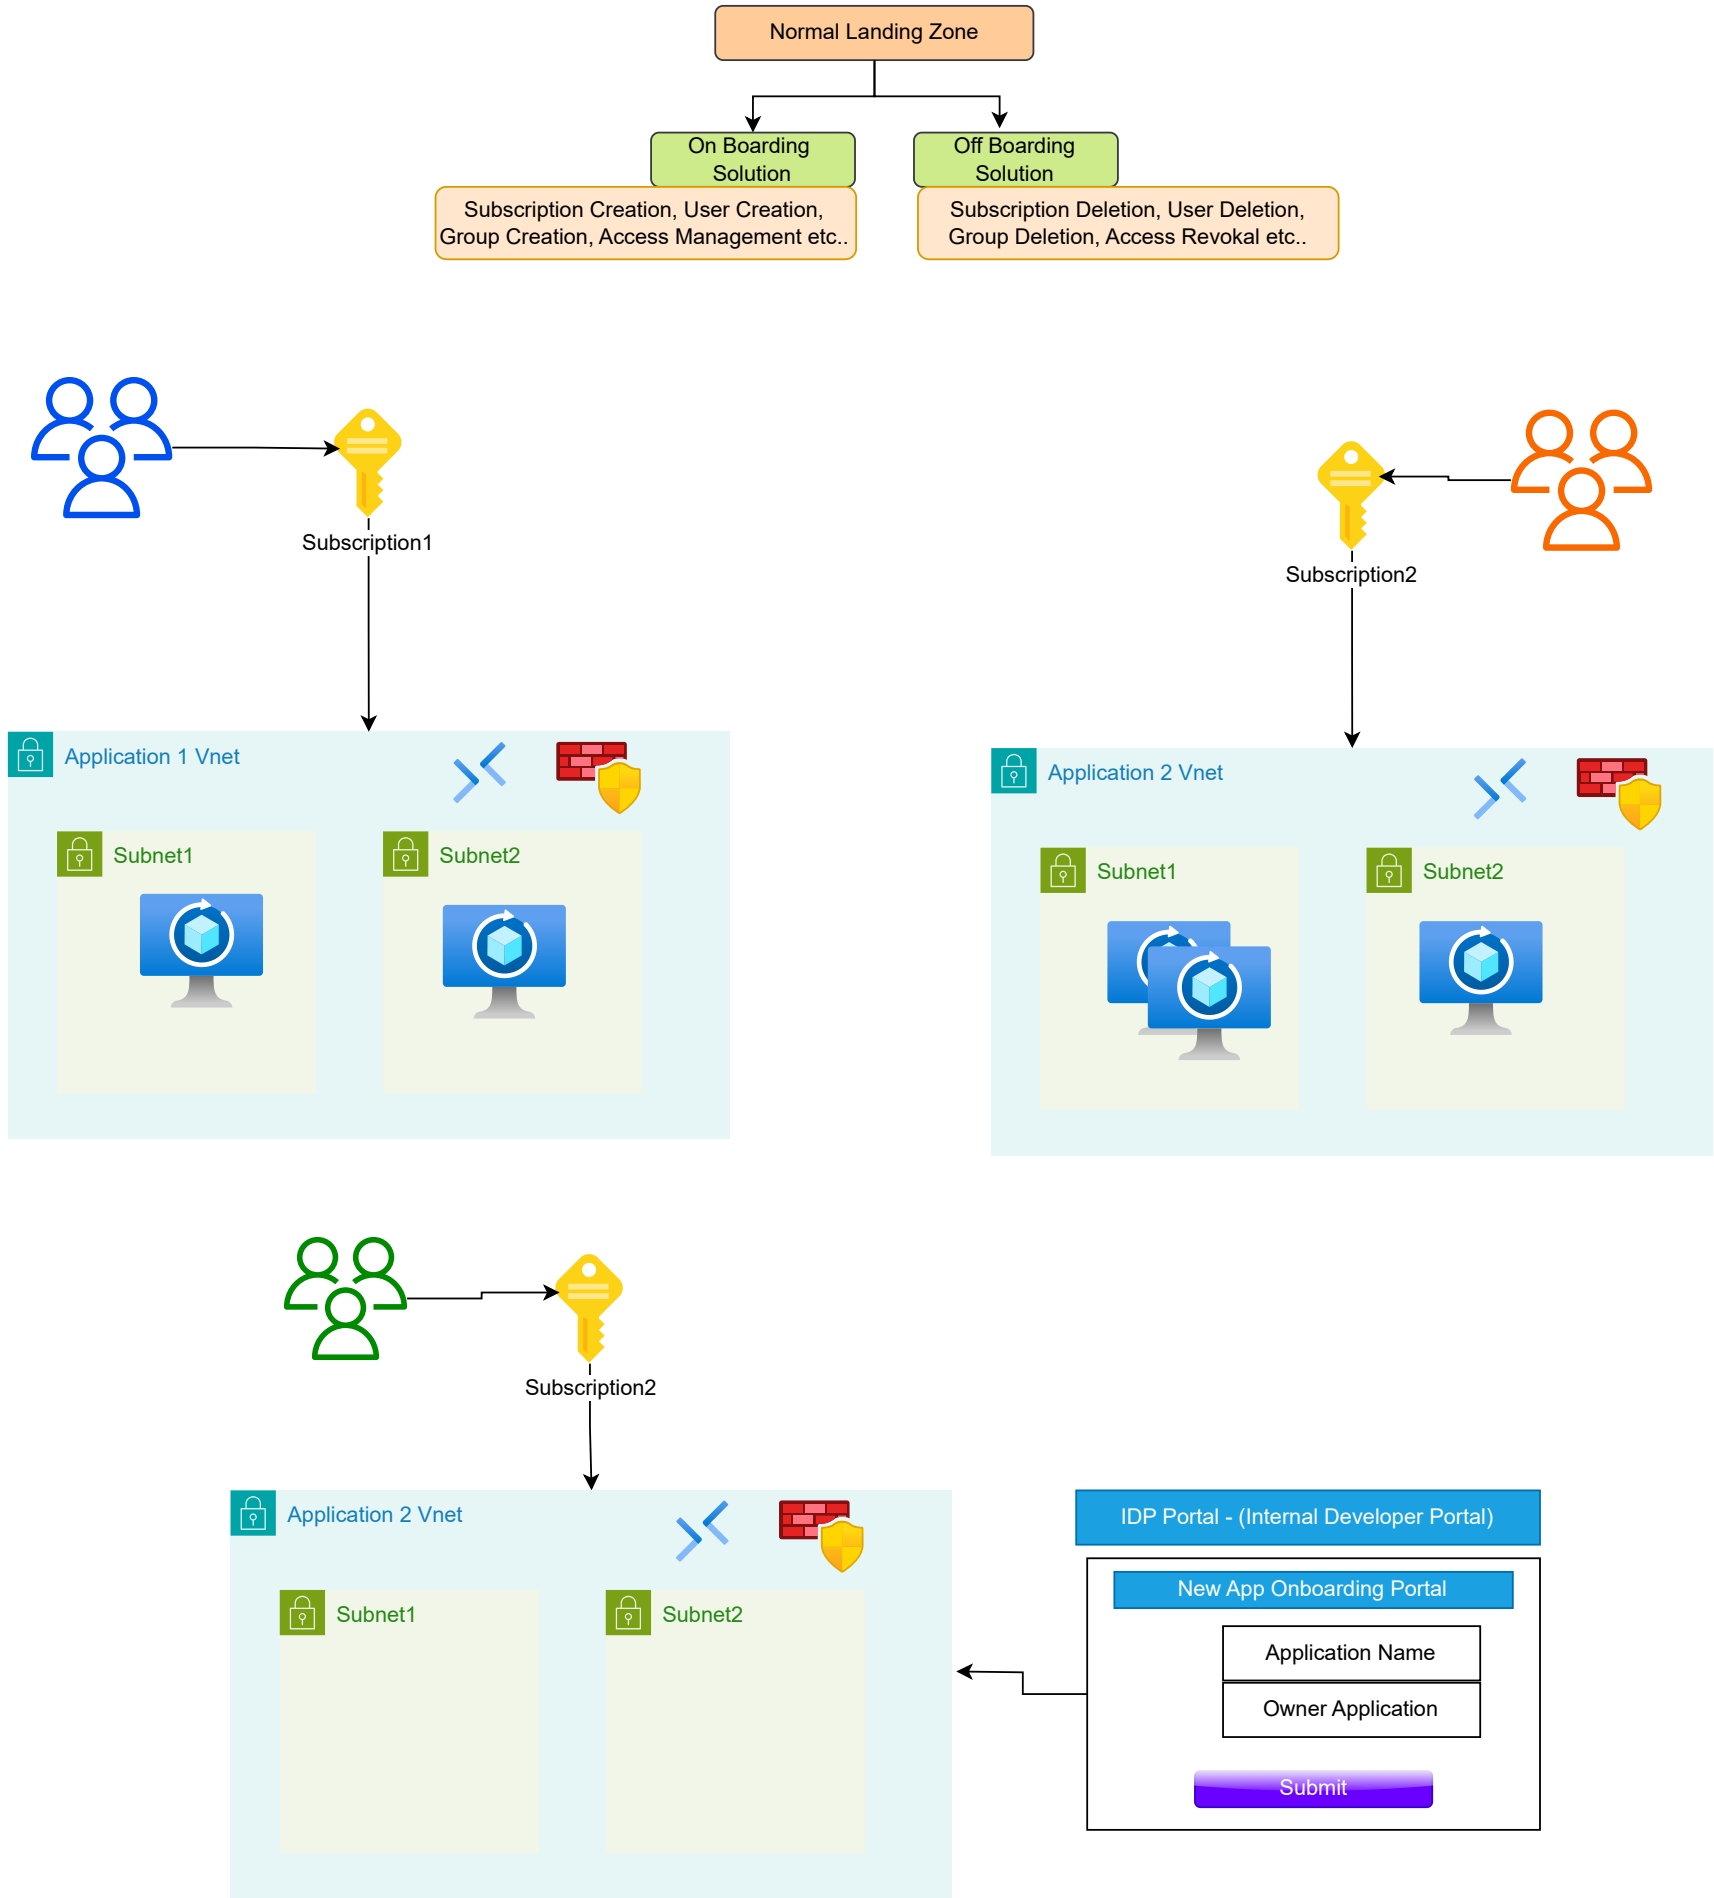 Normal Landing Zone
On Boarding
Solution
Off Boarding
Solution
Subscription Creation, User Creation,
Group Creation, Access Management etc..
Subscription Deletion, User Deletion,
Group Deletion, Access Revokal etc..
Subscription1
Subscription2
Application 1 Vnet
Subnet1
Subnet2
Application 2 Vnet
Subnet1
Subnet2
Subscription2
Application 2 Vnet
Subnet1
Subnet2
IDP Portal - (Internal Developer Portal)
New App Onboarding Portal
Application Name
Owner Application
Submit